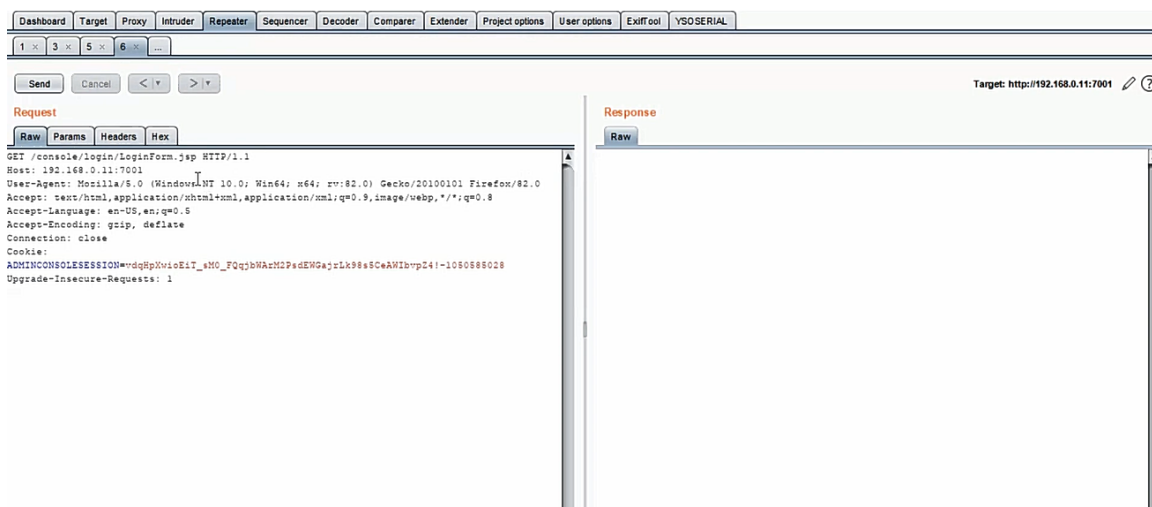 Dashboard Target Proxy Intruder Repeater Sequencer Decoder Comparer Extender Project options User options ExifTool YSOSERIAL
1 × 3 × 5 × 6 × ...
Send Cancel < > Target: http://192.168.0.11:7001
Request Response
Raw Params Headers Hex Raw
GET /console/login/LoginForm.jsp HTTP/1.1
Host: 192.168.0.11:7001
User-Agent: Mozilla/5.0 (Windows NT 10.0; Win64; x64; rv:82.0) Gecko/20100101 Firefox/82.0
Accept: text/html,application/xhtml+xml,application/xml;q=0.9,image/webp,*/*;q=0.8
Accept-Language: en-US,en;q=0.5
Accept-Encoding: gzip, deflate
Connection: close
Cookie:
ADMINCONSOLESESSION=vdqHpXwioEiT_sM0_FQqjbWArM2PsdEWGajrLk98s5CeAWIbvpZ4!-1050585028
Upgrade-Insecure-Requests: 1